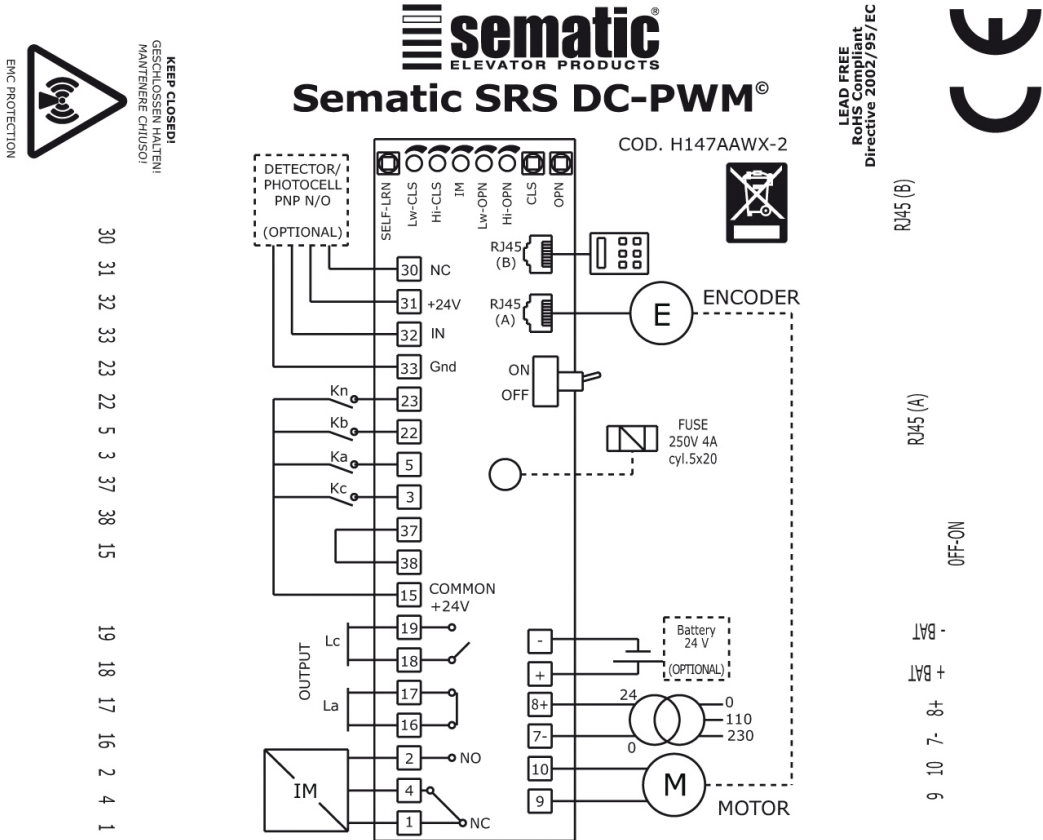 sematic®
ELEVATOR PRODUCTS
Sematic SRS DC-PWM©
EMC PROTECTION
KEEP CLOSED!
GESCHLOSSEN HALTEN!
MANTENERE CHIUSO!
LEAD FREE
RoHS Compliant
Directive 2002/95/EC
CE
COD. H147AAWX-2
DETECTOR/
PHOTOCELL
PNP N/O
(OPTIONAL)
SELF-LRN
Lw-CLS
Hi-CLS
IM
Lw-OPN
Hi-OPN
CLS
OPN
RJ45
(B)
RJ45
(A)
E
ENCODER
ON
OFF
FUSE
250V 4A
cyl.5x20
30 NC
31 +24V
32 IN
33 Gnd
Kn 23
Kb 22
Ka 5
Kc 3
37
38
15 COMMON
+24V
OUTPUT
Lc
19
18
La
17
16
IM
2 NO
4
1 NC
-
+
Battery
24 V
(OPTIONAL)
8+
24
0
110
230
7-
0
10
9
M
MOTOR
30
31
32
33
23
22
5
3
37
38
15
19
18
17
16
2
4
1
RJ45 (B)
RJ45 (A)
OFF-ON
- BAT
+ BAT
8+
7-
10
9